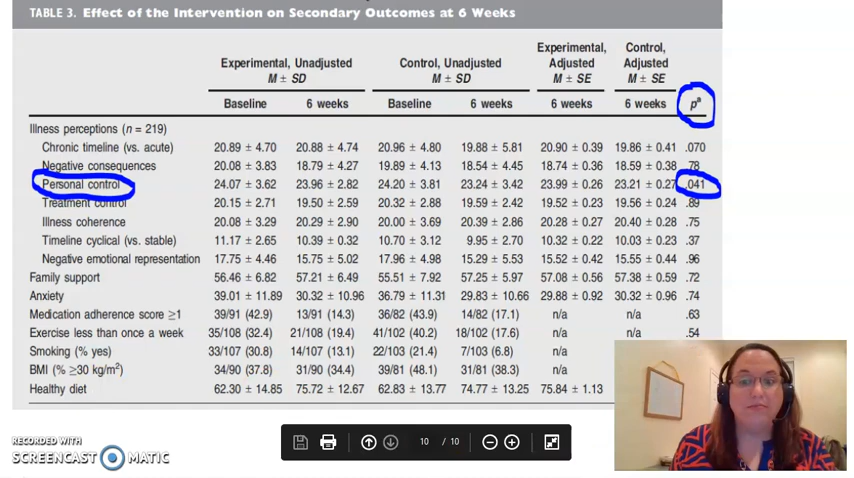 TABLE 3. Effect of the Intervention on Secondary Outcomes at 6 Weeks
Experimental, Unadjusted M ± SD Control, Unadjusted M ± SD Experimental, Adjusted M ± SE Control, Adjusted M ± SE
Baseline 6 weeks Baseline 6 weeks 6 weeks 6 weeks pª
Illness perceptions (n = 219)
Chronic timeline (vs. acute) 20.89 ± 4.70 20.88 ± 4.74 20.96 ± 4.80 19.88 ± 5.81 20.90 ± 0.39 19.86 ± 0.41 .070
Negative consequences 20.08 ± 3.83 18.79 ± 4.27 19.89 ± 4.13 18.54 ± 4.45 18.74 ± 0.36 18.59 ± 0.38 .78
Personal control 24.07 ± 3.62 23.96 ± 2.82 24.20 ± 3.81 23.24 ± 3.42 23.99 ± 0.26 23.21 ± 0.27 .041
Treatment control 20.15 ± 2.71 19.50 ± 2.59 20.32 ± 2.88 19.59 ± 2.42 19.52 ± 0.23 19.56 ± 0.24 .89
Illness coherence 20.08 ± 3.29 20.29 ± 2.90 20.00 ± 3.69 20.39 ± 2.86 20.28 ± 0.27 20.40 ± 0.28 .75
Timeline cyclical (vs. stable) 11.17 ± 2.65 10.39 ± 0.32 10.70 ± 3.12 9.95 ± 2.70 10.32 ± 0.22 10.03 ± 0.23 .37
Negative emotional representation 17.75 ± 4.46 15.75 ± 5.02 17.96 ± 4.98 15.29 ± 5.53 15.52 ± 0.42 15.55 ± 0.44 .96
Family support 56.46 ± 6.82 57.21 ± 6.49 55.51 ± 7.92 57.25 ± 5.97 57.08 ± 0.56 57.38 ± 0.59 .72
Anxiety 39.01 ± 11.89 30.32 ± 10.96 36.79 ± 11.31 29.83 ± 10.66 29.88 ± 0.92 30.32 ± 0.96 .74
Medication adherence score ≥1 39/91 (42.9) 13/91 (14.3) 36/82 (43.9) 14/82 (17.1) n/a n/a .63
Exercise less than once a week 35/108 (32.4) 21/108 (19.4) 41/102 (40.2) 18/102 (17.6) n/a n/a .54
Smoking (% yes) 33/107 (30.8) 14/107 (13.1) 22/103 (21.4) 7/103 (6.8) n/a
BMI (% ≥30 kg/m²) 34/90 (37.8) 31/90 (34.4) 39/81 (48.1) 31/81 (38.3) n/a
Healthy diet 62.30 ± 14.85 75.72 ± 12.67 62.83 ± 13.77 74.77 ± 13.25 75.84 ± 1.13
10 / 10
RECORDED WITH
SCREENCAST MATIC